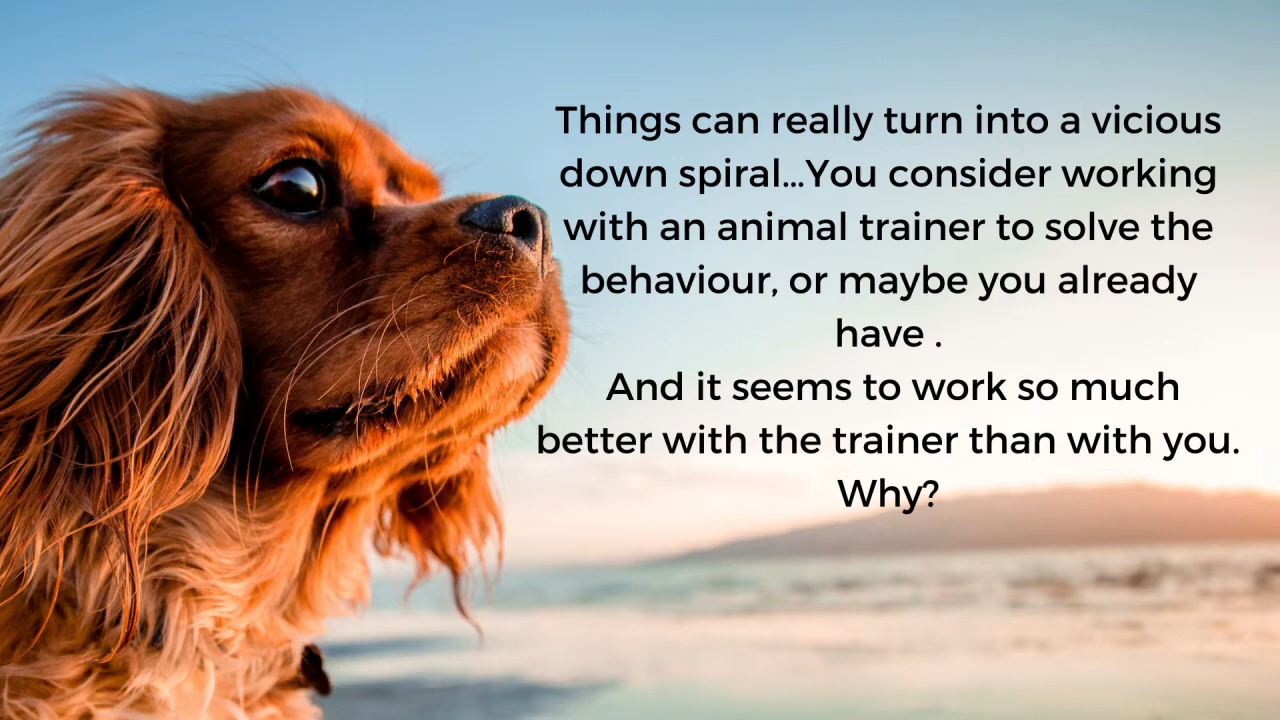 Things can really turn into a vicious
down spiral...You consider working
with an animal trainer to solve the
behaviour, or maybe you already
have .
And it seems to work so much
better with the trainer than with you.
Why?